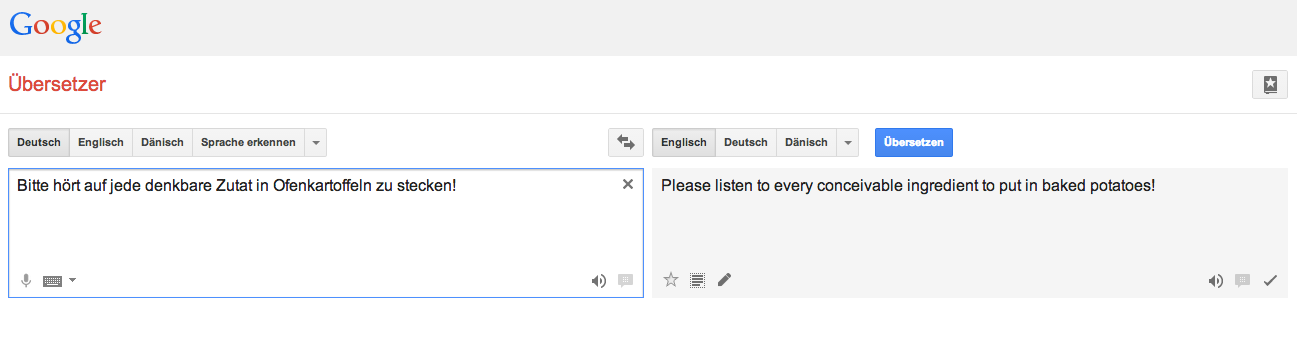 Google
Übersetzer
Deutsch Englisch Dänisch Sprache erkennen Englisch Deutsch Dänisch Übersetzen
Bitte hört auf jede denkbare Zutat in Ofenkartoffeln zu stecken!
Please listen to every conceivable ingredient to put in baked potatoes!